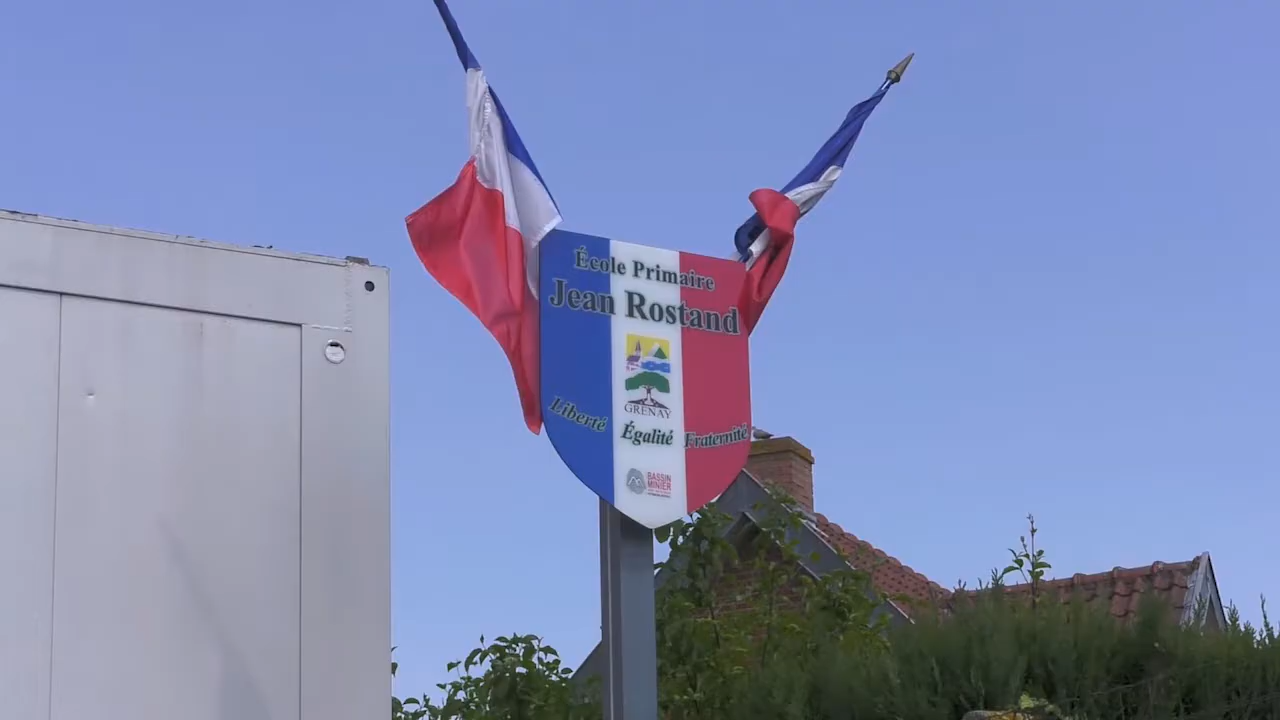 École Primaire
Jean Rostand
GRENAY
Liberté Égalité Fraternité
BASSIN
MINIER